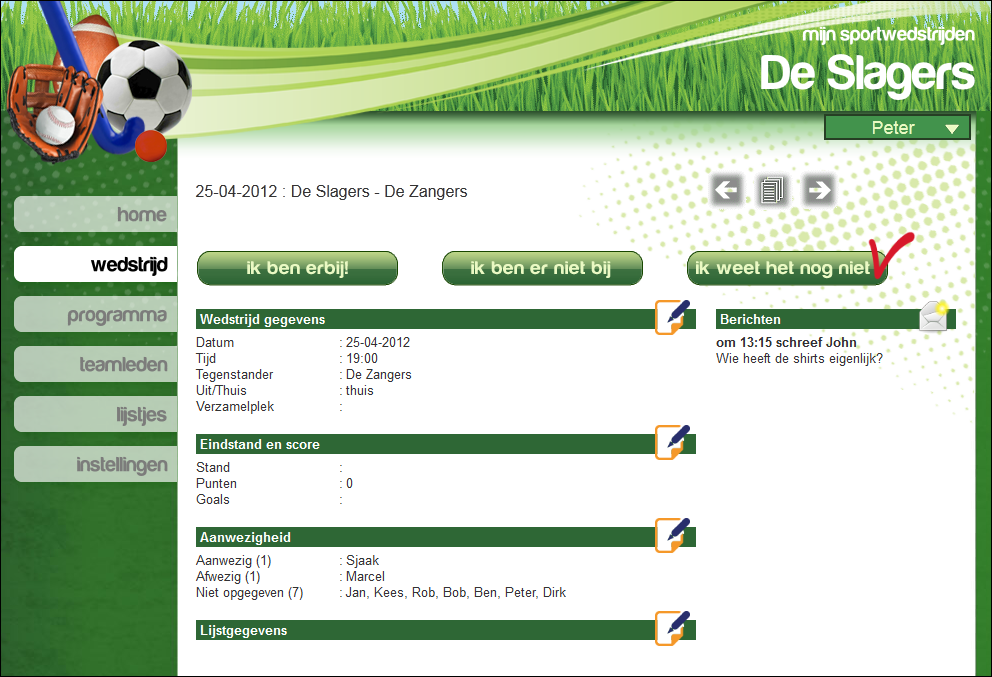 mijn sportwedstrijden
De Slagers
Peter
25-04-2012 : De Slagers - De Zangers
home
wedstrijd
programma
teamleden
lijstjes
instellingen
ik ben erbij!
ik ben er niet bij
ik weet het nog niet
Wedstrijd gegevens
Datum : 25-04-2012
Tijd : 19:00
Tegenstander : De Zangers
Uit/Thuis : thuis
Verzamelplek :
Eindstand en score
Stand :
Punten : 0
Goals :
Aanwezigheid
Aanwezig (1) : Sjaak
Afwezig (1) : Marcel
Niet opgegeven (7) : Jan, Kees, Rob, Bob, Ben, Peter, Dirk
Lijstgegevens
Berichten
om 13:15 schreef John
Wie heeft de shirts eigenlijk?